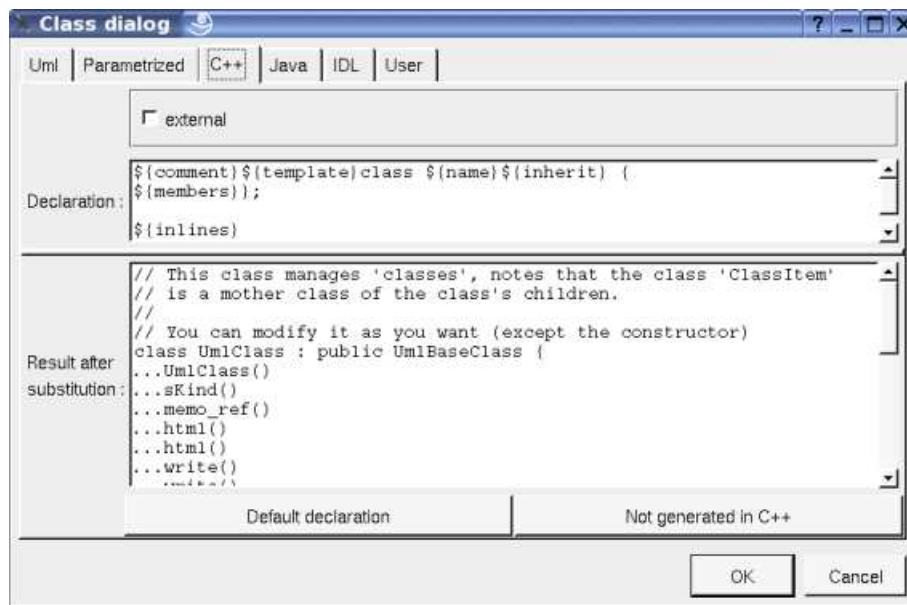 Class dialog
?
Uml Parametrized C++ Java IDL User
external
Declaration :
${comment}${template}class ${name}${inherit} {
${members}};
${inlines}
Result after
substitution :
// This class manages 'classes', notes that the class 'ClassItem'
// is a mother class of the class's children.
//
// You can modify it as you want (except the constructor)
class UmlClass : public UmlBaseClass {
...UmlClass()
...sKind()
...memo_ref()
...html()
...html()
...write()
Default declaration Not generated in C++
OK Cancel